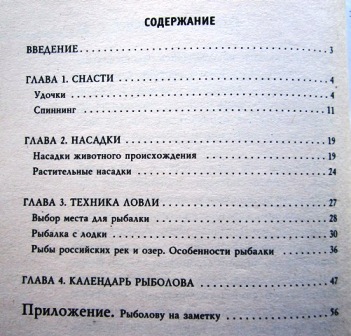 СОДЕРЖАНИЕ
ВВЕДЕНИЕ 3
ГЛАВА 1. СНАСТИ 4
Удочки 4
Спиннинг 11
ГЛАВА 2. НАСАДКИ 19
Насадки животного происхождения 19
Растительные насадки 24
ГЛАВА 3. ТЕХНИКА ЛОВЛИ 27
Выбор места для рыбалки 28
Рыбалка с лодки 30
Рыбы российских рек и озер. Особенности рыбалки 36
ГЛАВА 4. КАЛЕНДАРЬ РЫБОЛОВА 47
Приложение. Рыболову на заметку 56